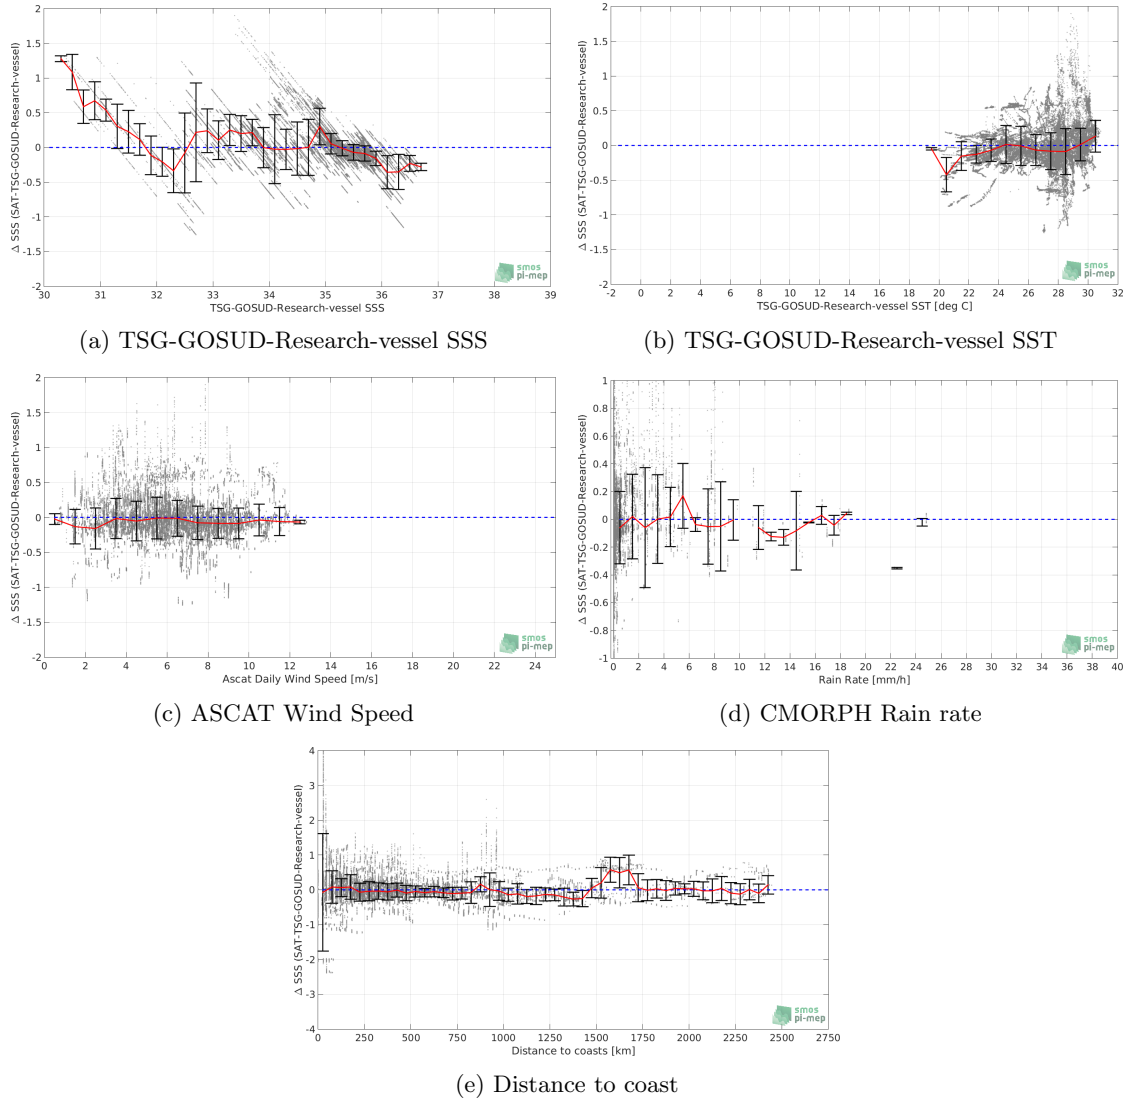 Δ SSS (SAT-TSG-GOSUD-Research-vessel)
2
1.5
1
0.5
0
-0.5
-1
-1.5
-2
30 31 32 33 34 35 36 37 38 39
TSG-GOSUD-Research-vessel SSS
smos
pi-mep
(a) TSG-GOSUD-Research-vessel SSS
Δ SSS (SAT-TSG-GOSUD-Research-vessel)
2
1.5
1
0.5
0
-0.5
-1
-1.5
-2
-2 0 2 4 6 8 10 12 14 16 18 20 22 24 26 28 30 32
TSG-GOSUD-Research-vessel SST [deg C]
smos
pi-mep
(b) TSG-GOSUD-Research-vessel SST
Δ SSS (SAT-TSG-GOSUD-Research-vessel)
2
1.5
1
0.5
0
-0.5
-1
-1.5
-2
0 2 4 6 8 10 12 14 16 18 20 22 24
Ascat Daily Wind Speed [m/s]
smos
pi-mep
(c) ASCAT Wind Speed
Δ SSS (SAT-TSG-GOSUD-Research-vessel)
1
0.8
0.6
0.4
0.2
0
-0.2
-0.4
-0.6
-0.8
-1
0 2 4 6 8 10 12 14 16 18 20 22 24 26 28 30 32 34 36 38 40
Rain Rate [mm/h]
smos
pi-mep
(d) CMORPH Rain rate
Δ SSS (SAT-TSG-GOSUD-Research-vessel)
4
3
2
1
0
-1
-2
-3
-4
0 250 500 750 1000 1250 1500 1750 2000 2250 2500 2750
Distance to coasts [km]
smos
pi-mep
(e) Distance to coast